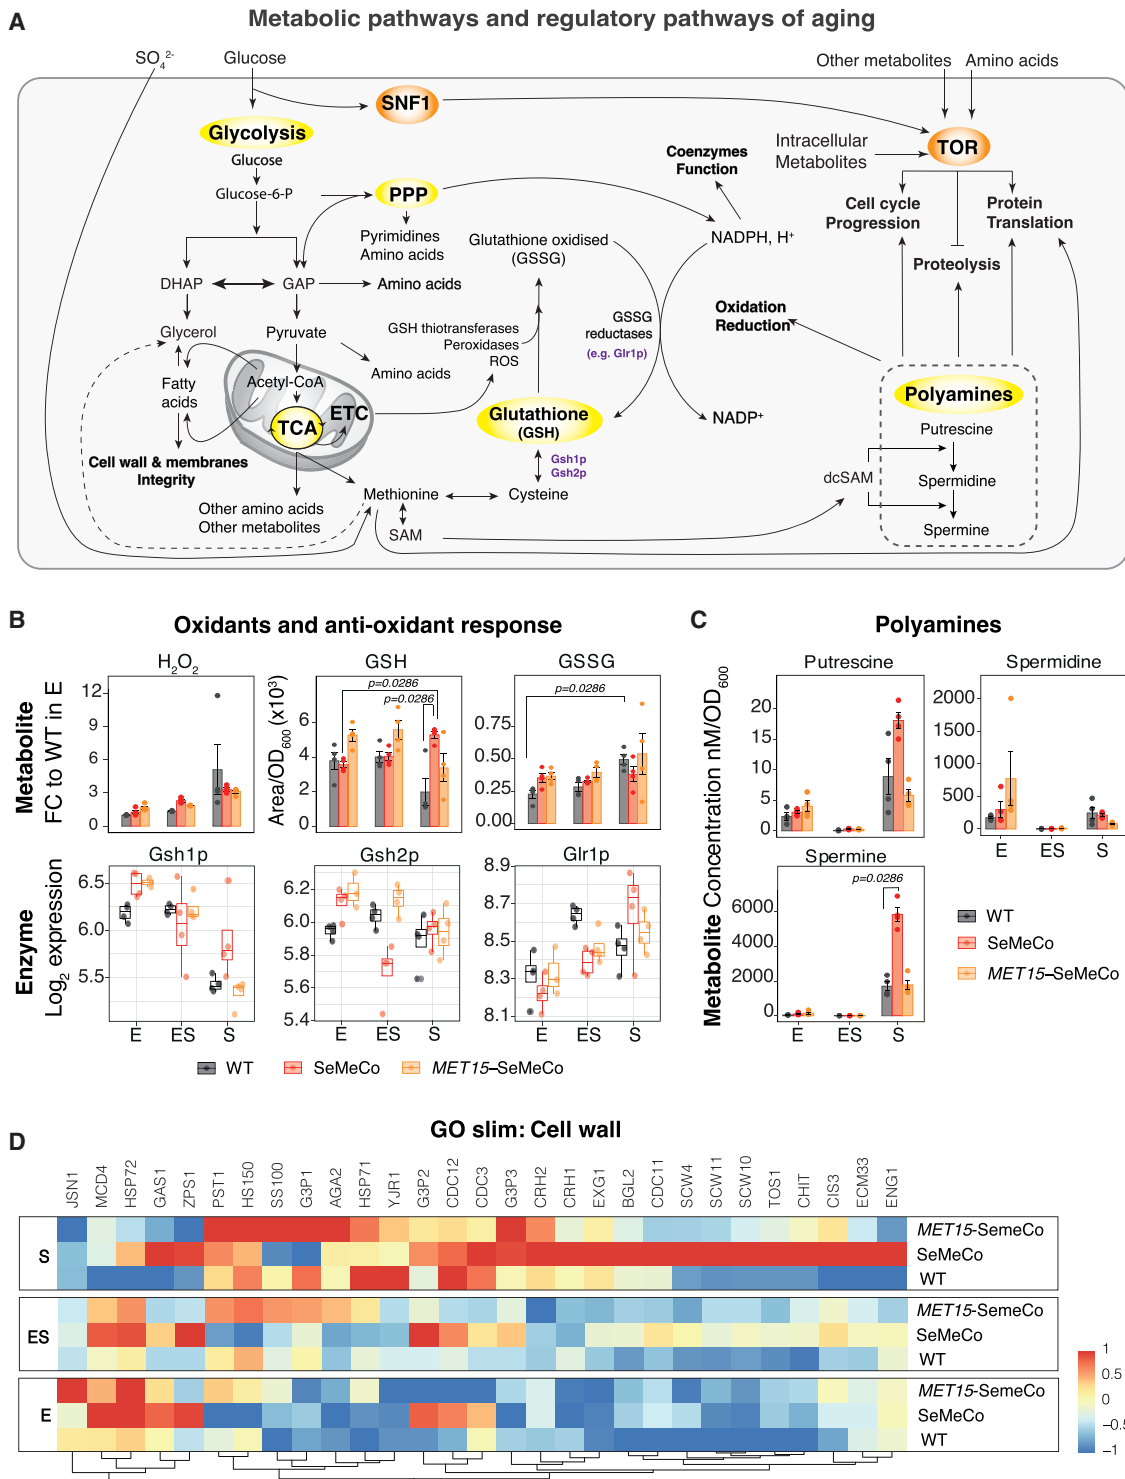 A
Metabolic pathways and regulatory pathways of aging
SO₄²⁻
Glucose
Other metabolites
Amino acids
SNF1
Glycolysis
TOR
Intracellular
Metabolites
Coenzymes
Function
Glucose
Glucose-6-P
PPP
Cell cycle
Progression
Protein
Translation
Pyrimidines
Amino acids
Glutathione oxidised
(GSSG)
NADPH, H⁺
Proteolysis
DHAP
GAP
Amino acids
Oxidation
Reduction
GSSG
reductases
(e.g. Glr1p)
Glycerol
Pyruvate
GSH thiotransferases
Peroxidases
ROS
Amino acids
Fatty
acids
Acetyl-CoA
ETC
TCA
Glutathione
(GSH)
NADP⁺
Polyamines
Putrescine
Cell wall & membranes
Integrity
Gsh1p
Gsh2p
dcSAM
Spermidine
Methionine
Cysteine
Other amino acids
Other metabolites
SAM
Spermine
B
Oxidants and anti-oxidant response
H₂O₂
GSH
GSSG
Metabolite
FC to WT in E
12
9
6
3
0
Area/OD₆₀₀ (x10³)
6
4
2
0
p=0.0286
p=0.0286
0.75
0.50
0.25
0.00
p=0.0286
Gsh1p
Gsh2p
Glr1p
Enzyme
Log₂ expression
6.5
6.0
5.5
6.2
6.0
5.8
5.6
5.4
8.9
8.7
8.5
8.3
8.1
E ES S
E ES S
E ES S
WT
SeMeCo
MET15–SeMeCo
C
Polyamines
Metabolite Concentration nM/OD₆₀₀
Putrescine
20
15
10
5
0
Spermidine
2000
1500
1000
500
0
E ES S
Spermine
p=0.0286
6000
4000
2000
0
E ES S
WT
SeMeCo
MET15–SeMeCo
D
GO slim: Cell wall
JSN1 MCD4 HSP72 GAS1 ZPS1 PST1 HS150 SS100 G3P1 AGA2 HSP71 YJR1 G3P2 CDC12 CDC3 G3P3 CRH2 CRH1 EXG1 BGL2 CDC11 SCW4 SCW11 SCW10 TOS1 CHIT CIS3 ECM33 ENG1
S
MET15-SemeCo
SeMeCo
WT
ES
MET15-SemeCo
SeMeCo
WT
E
MET15-SemeCo
SeMeCo
WT
1
0.5
0
−0.5
−1